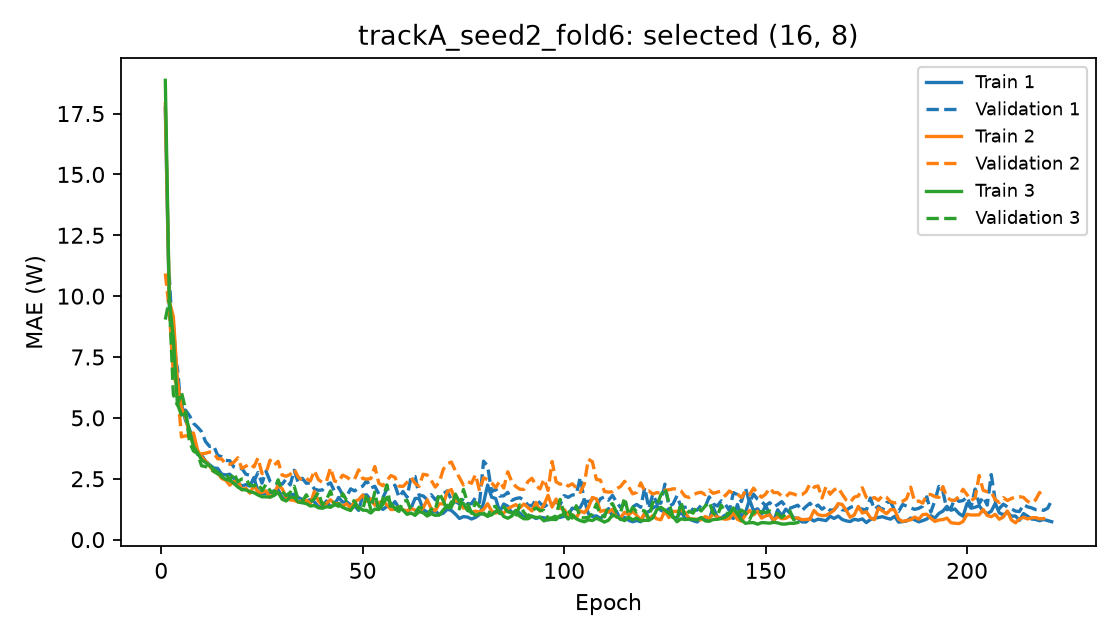 trackA_seed2_fold6: selected (16, 8)
Train 1
Validation 1
Train 2
Validation 2
Train 3
Validation 3
MAE (W)
17.5
15.0
12.5
10.0
7.5
5.0
2.5
0.0
0
50
100
150
200
Epoch